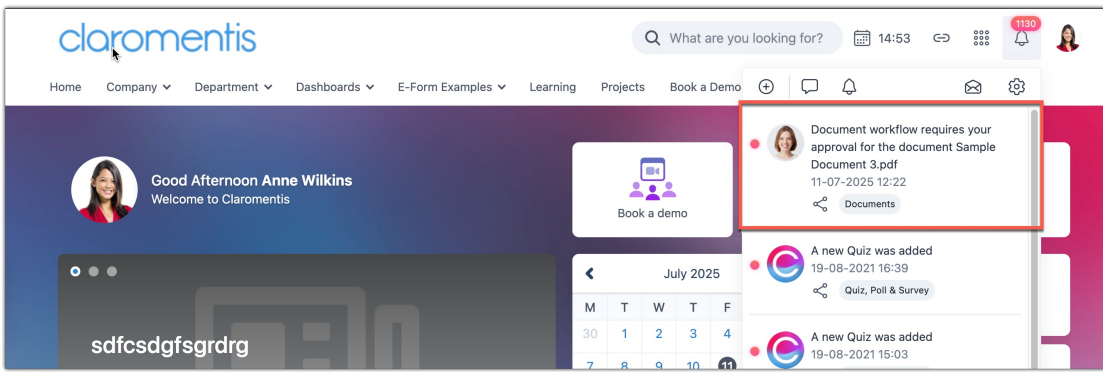 claromentis
What are you looking for?
14:53
1130
Home Company Department Dashboards E-Form Examples Learning Projects Book a Demo
Document workflow requires your
approval for the document Sample
Document 3.pdf
11-07-2025 12:22
Documents
Good Afternoon Anne Wilkins
Welcome to Claromentis
Book a demo
A new Quiz was added
19-08-2021 16:39
Quiz, Poll & Survey
July 2025
M T W T F
30 1 2 3 4
7 8 9 10 11
sdfcsdgfsgrdrg
A new Quiz was added
19-08-2021 15:03